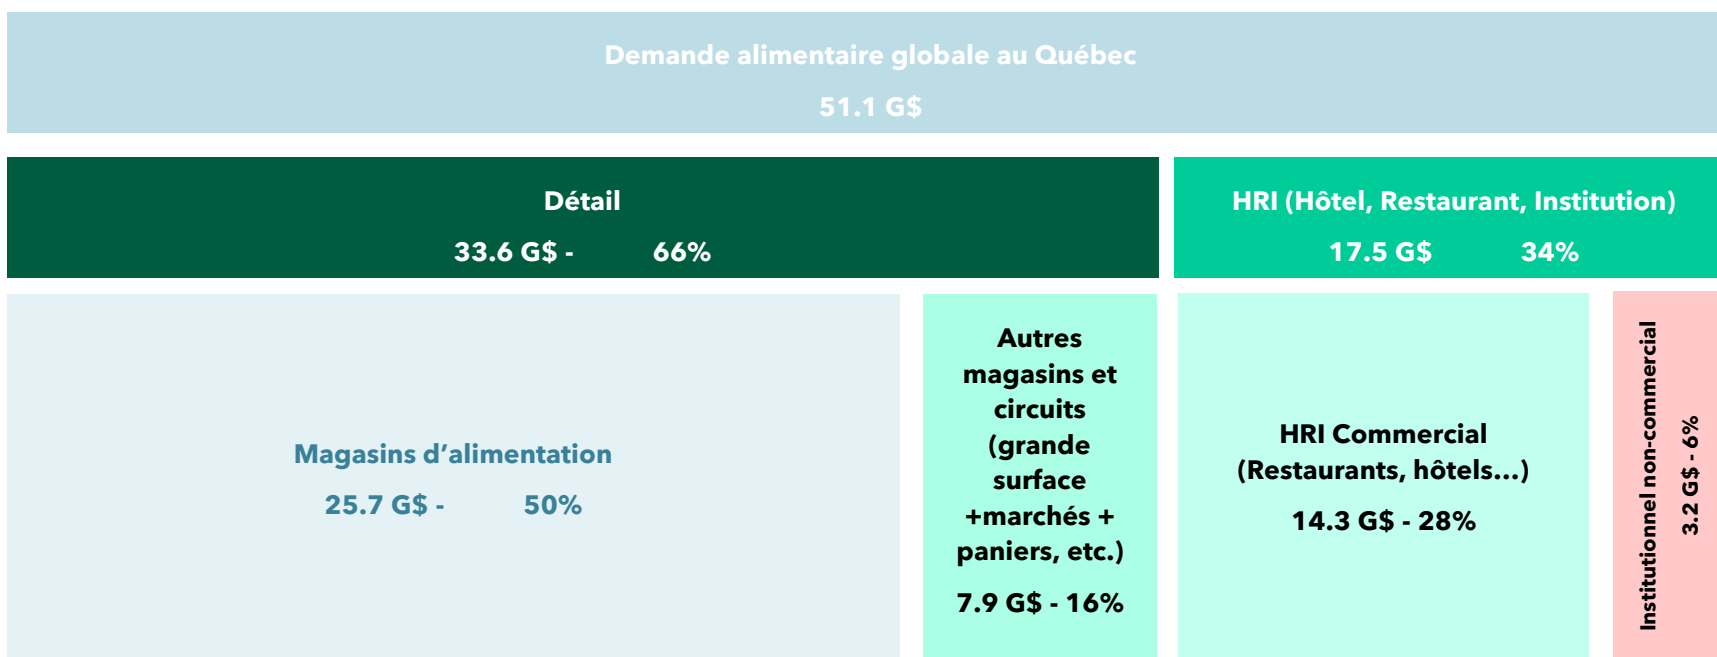 Demande alimentaire globale au Québec
51.1 G$
Détail
33.6 G$ - 66%
HRI (Hôtel, Restaurant, Institution)
17.5 G$ 34%
Magasins d’alimentation
25.7 G$ - 50%
Autres
magasins et
circuits
(grande
surface
+marchés +
paniers, etc.)
7.9 G$ - 16%
HRI Commercial
(Restaurants, hôtels…)
14.3 G$ - 28%
Institutionnel non-commercial
3.2 G$ - 6%